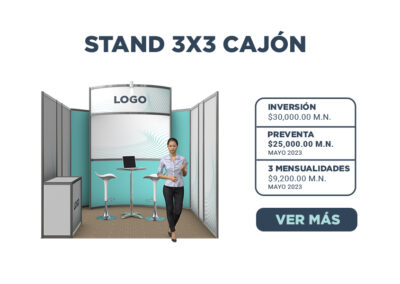 STAND 3X3 CAJÓN
LOGO
INVERSIÓN
$30,000.00 M.N.
PREVENTA
$25,000.00 M.N.
MAYO 2023
3 MENSUALIDADES
$9,200.00 M.N.
MAYO 2023
VER MÁS